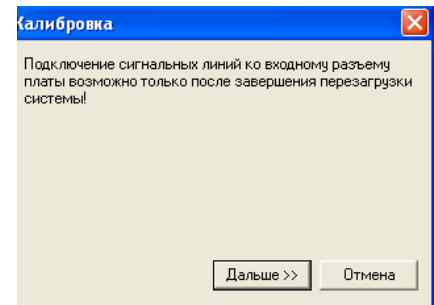 Калибровка
Подключение сигнальных линий ко входному разъему
платы возможно только после завершения перезагрузки
системы!
Дальше >>
Отмена